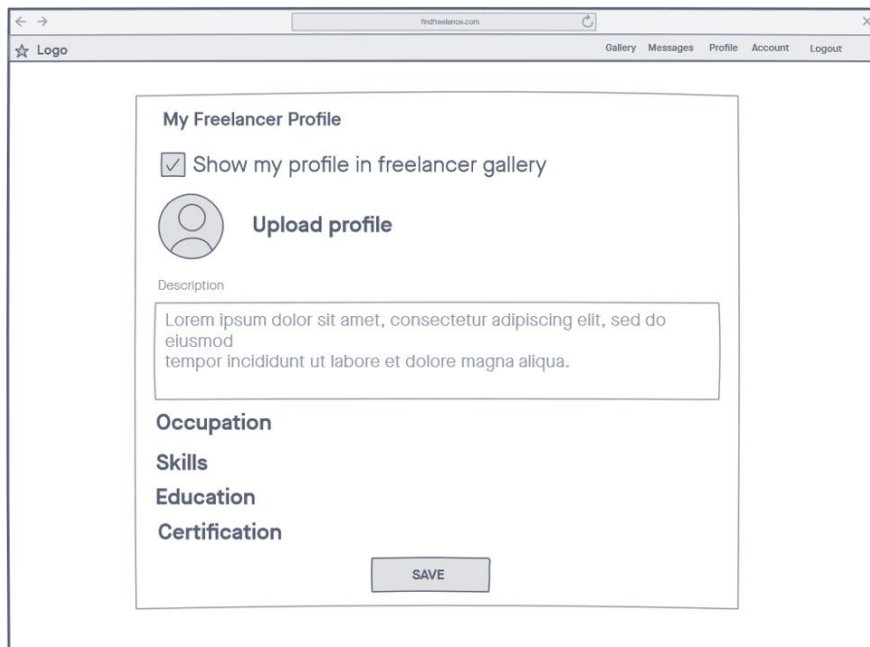 findfreelance.com
Logo
Gallery Messages Profile Account Logout
My Freelancer Profile
Show my profile in freelancer gallery
Upload profile
Description
Lorem ipsum dolor sit amet, consectetur adipiscing elit, sed do
eiusmod
tempor incididunt ut labore et dolore magna aliqua.
Occupation
Skills
Education
Certification
SAVE